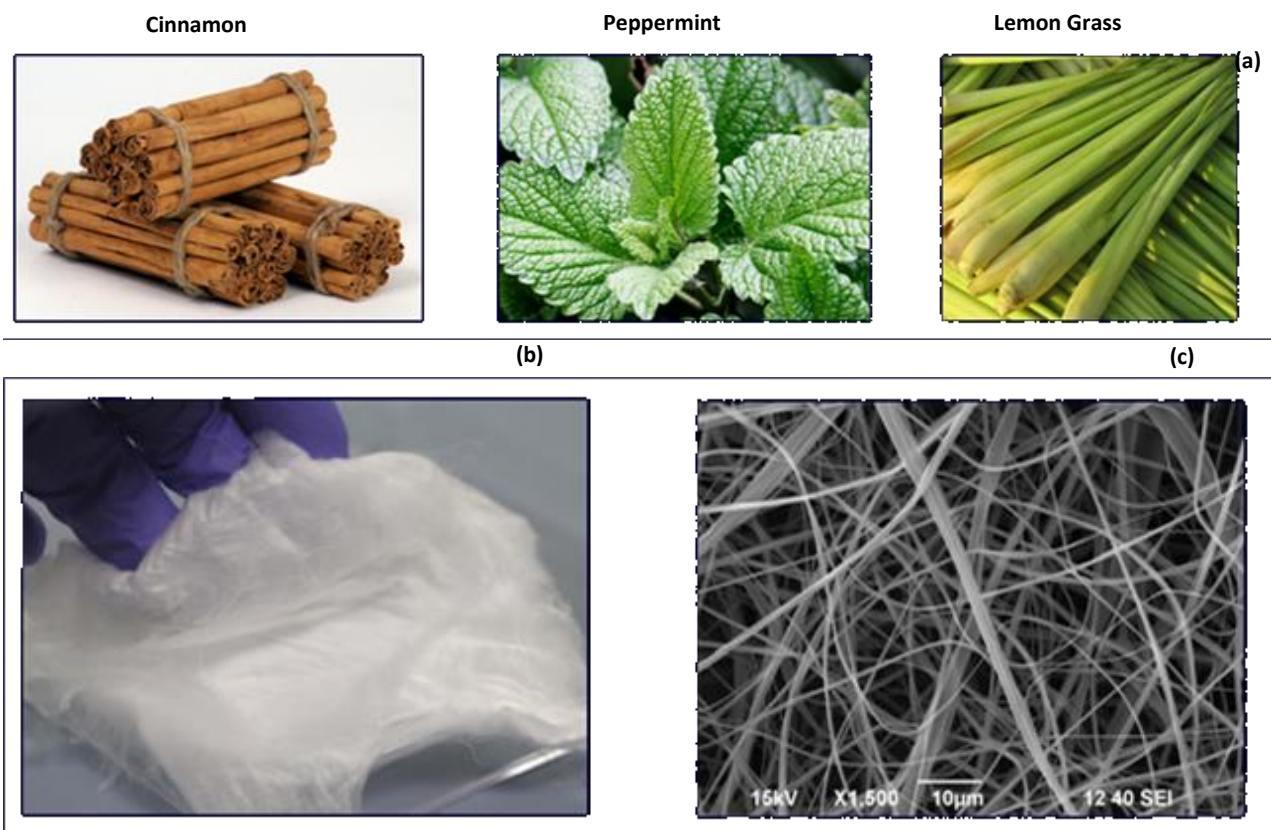 Cinnamon
Peppermint
Lemon Grass
(a)
(b)
(c)
15kV X1,500 10μm 12 40 SEI